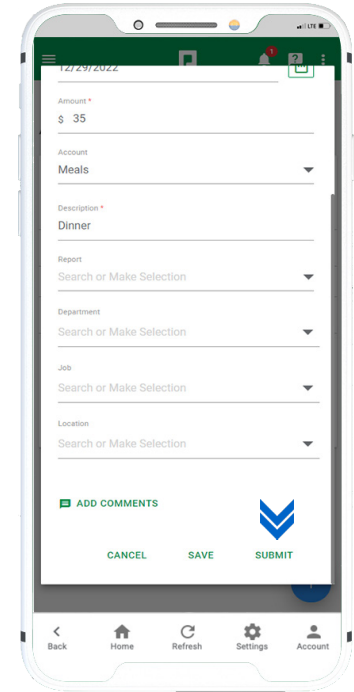 LTE
12/29/2022
Amount *
$ 35
Account
Meals
Description *
Dinner
Report
Search or Make Selection
Department
Search or Make Selection
Job
Search or Make Selection
Location
Search or Make Selection
ADD COMMENTS
CANCEL SAVE SUBMIT
Back Home Refresh Settings Account